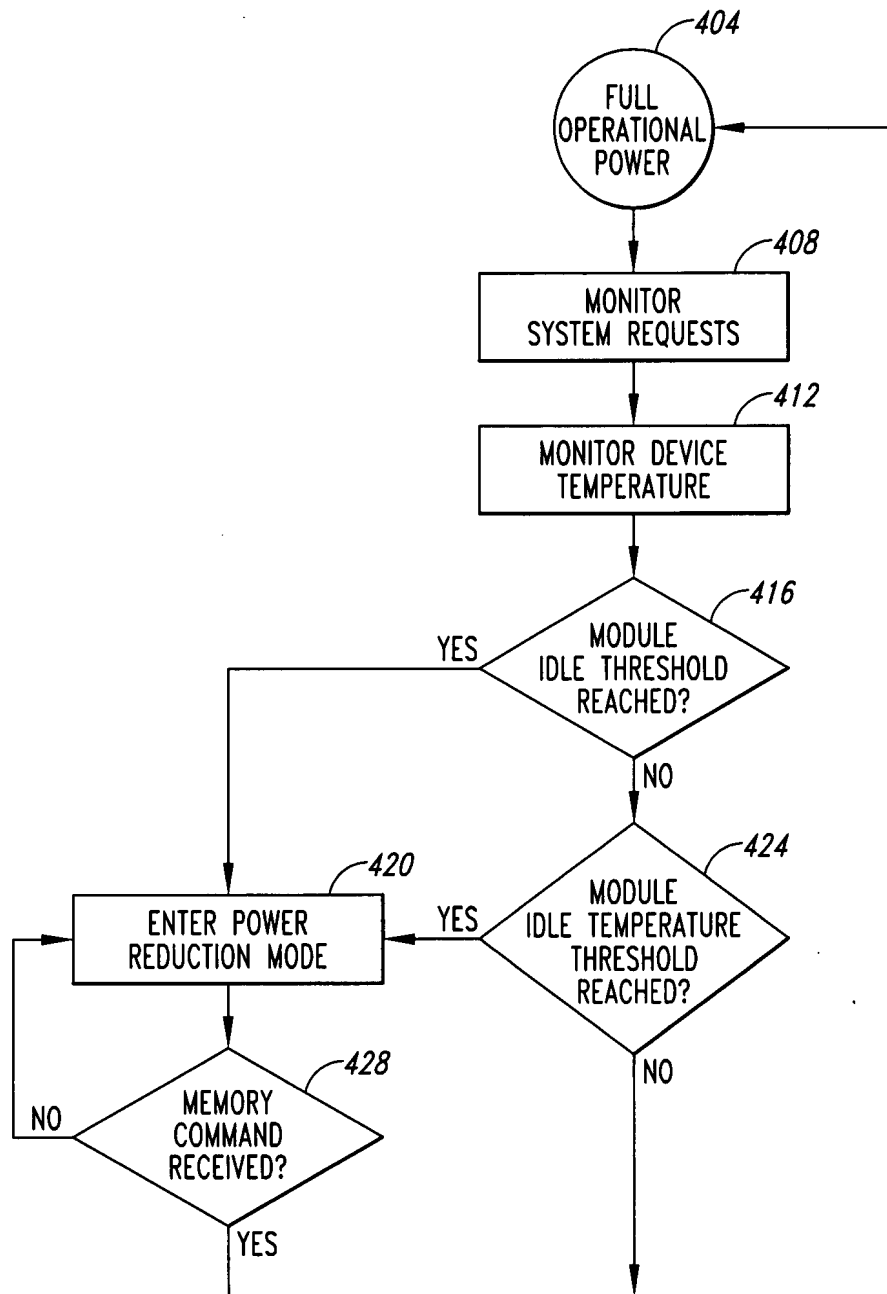 404
FULL
OPERATIONAL
POWER
408
MONITOR
SYSTEM REQUESTS
412
MONITOR DEVICE
TEMPERATURE
416
MODULE
IDLE THRESHOLD
REACHED?
YES
NO
424
MODULE
IDLE TEMPERATURE
THRESHOLD
REACHED?
YES
NO
420
ENTER POWER
REDUCTION MODE
428
MEMORY
COMMAND
RECEIVED?
NO
YES